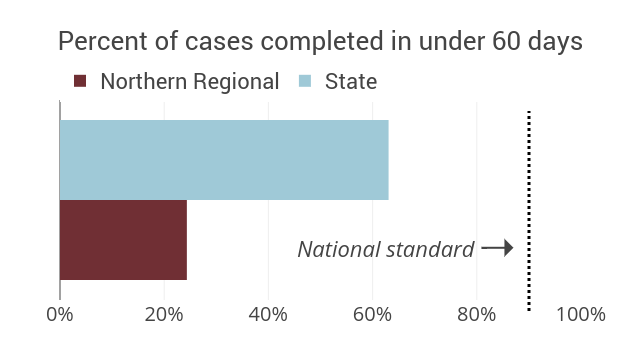 Percent of cases completed in under 60 days
Northern Regional State
National standard
0% 20% 40% 60% 80% 100%